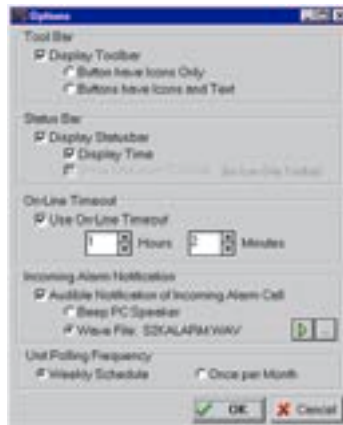 Options
Tool Bar
Display Toolbar
Button have Icons Only
Buttons have Icons and Text
Status Bar
Display Statusbar
Display Time
On-Line Timeout
Use On-Line Timeout
1 Hours 2 Minutes
Incoming Alarm Notification
Audible Notification of Incoming Alarm Call
Beep PC Speaker
Wave File: S2KALARM.WAV
Unit Polling Frequency
Weekly Schedule Once per Month
OK Cancel